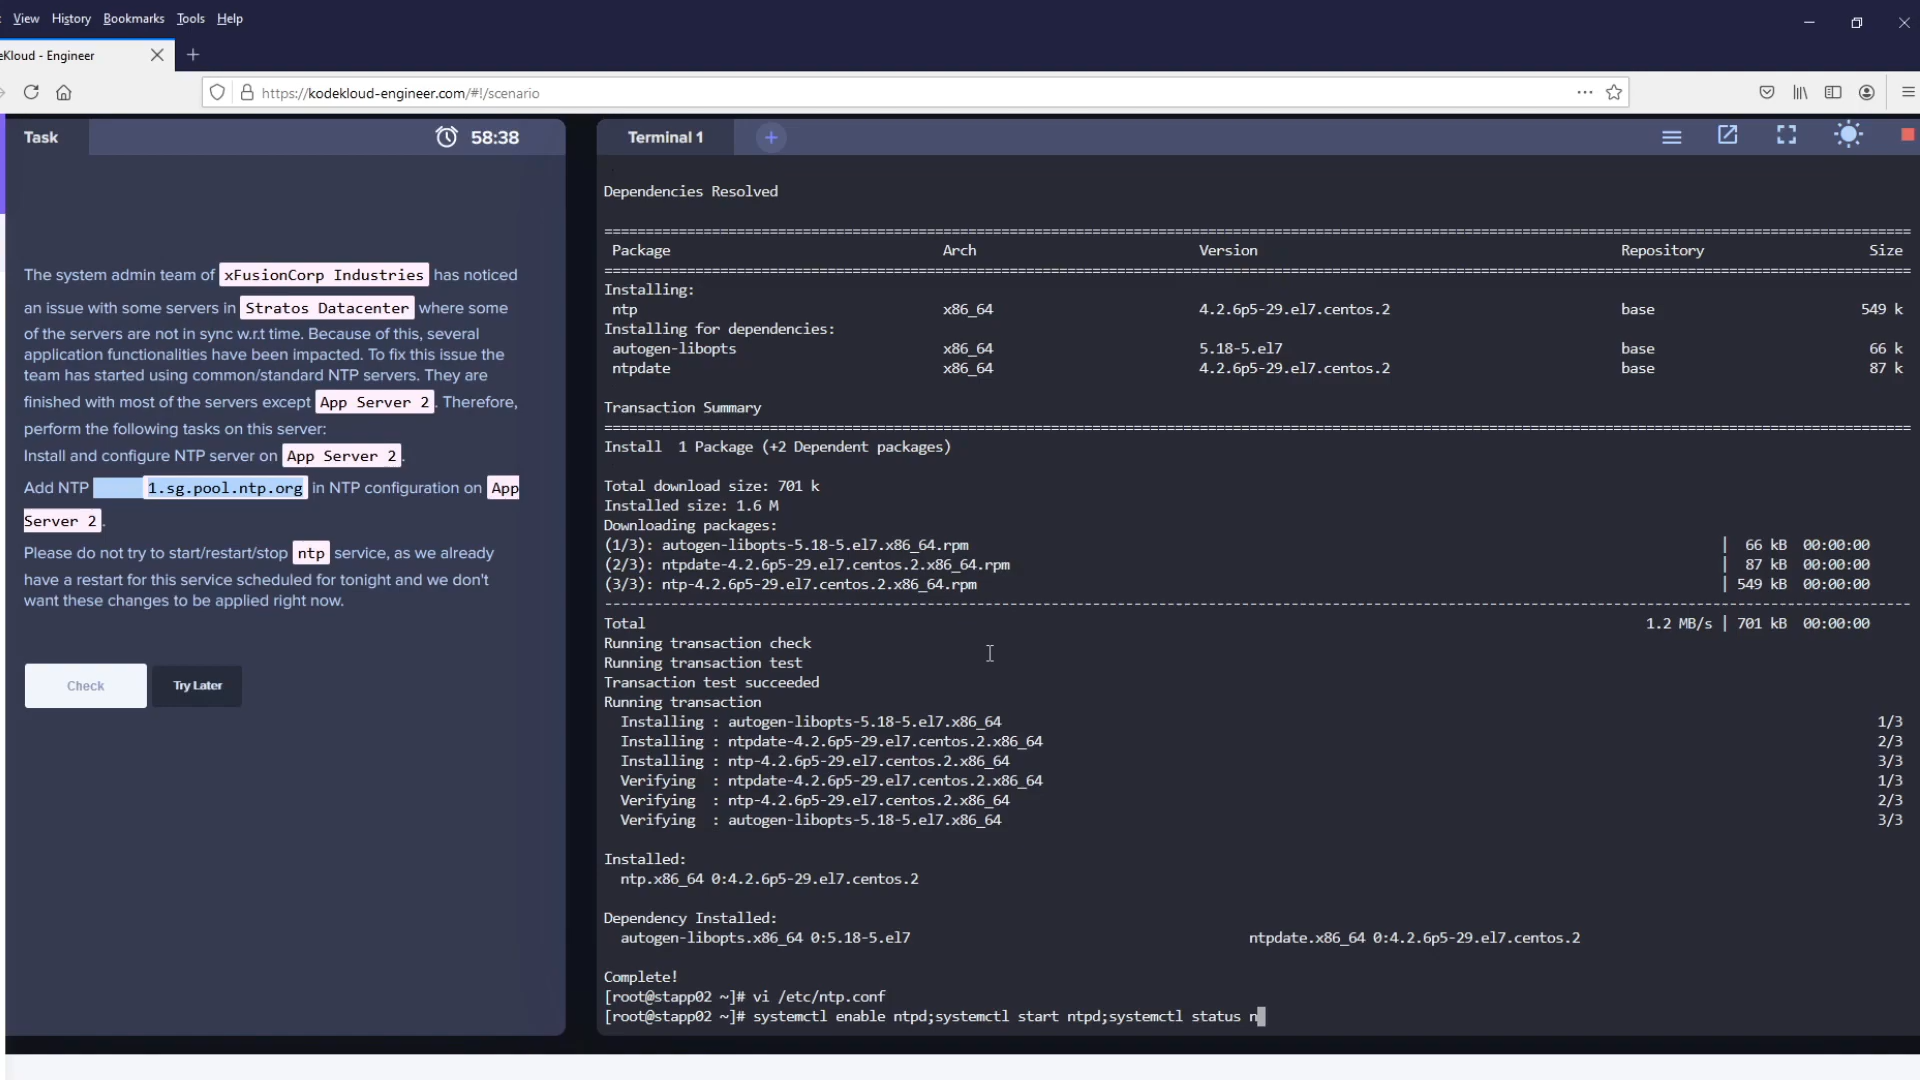 View History Bookmarks Tools Help
eKloud - Engineer
https://kodekloud-engineer.com/#!/scenario
Task
58:38
The system admin team of xFusionCorp Industries has noticed
an issue with some servers in Stratos Datacenter where some
of the servers are not in sync w.r.t time. Because of this, several
application functionalities have been impacted. To fix this issue the
team has started using common/standard NTP servers. They are
finished with most of the servers except App Server 2. Therefore,
perform the following tasks on this server:
Install and configure NTP server on App Server 2.
Add NTP 1.sg.pool.ntp.org in NTP configuration on App
Server 2.
Please do not try to start/restart/stop ntp service, as we already
have a restart for this service scheduled for tonight and we don't
want these changes to be applied right now.
Check Try Later
Terminal 1 +
Dependencies Resolved
================================================================================
Package Arch Version Repository Size
================================================================================
Installing:
ntp x86_64 4.2.6p5-29.el7.centos.2 base 549 k
Installing for dependencies:
autogen-libopts x86_64 5.18-5.el7 base 66 k
ntpdate x86_64 4.2.6p5-29.el7.centos.2 base 87 k
Transaction Summary
================================================================================
Install 1 Package (+2 Dependent packages)
Total download size: 701 k
Installed size: 1.6 M
Downloading packages:
(1/3): autogen-libopts-5.18-5.el7.x86_64.rpm | 66 kB 00:00:00
(2/3): ntpdate-4.2.6p5-29.el7.centos.2.x86_64.rpm | 87 kB 00:00:00
(3/3): ntp-4.2.6p5-29.el7.centos.2.x86_64.rpm | 549 kB 00:00:00
--------------------------------------------------------------------------------
Total 1.2 MB/s | 701 kB 00:00:00
Running transaction check
Running transaction test
Transaction test succeeded
Running transaction
Installing : autogen-libopts-5.18-5.el7.x86_64 1/3
Installing : ntpdate-4.2.6p5-29.el7.centos.2.x86_64 2/3
Installing : ntp-4.2.6p5-29.el7.centos.2.x86_64 3/3
Verifying : ntpdate-4.2.6p5-29.el7.centos.2.x86_64 1/3
Verifying : ntp-4.2.6p5-29.el7.centos.2.x86_64 2/3
Verifying : autogen-libopts-5.18-5.el7.x86_64 3/3
Installed:
ntp.x86_64 0:4.2.6p5-29.el7.centos.2
Dependency Installed:
autogen-libopts.x86_64 0:5.18-5.el7 ntpdate.x86_64 0:4.2.6p5-29.el7.centos.2
Complete!
[root@stapp02 ~]# vi /etc/ntp.conf
[root@stapp02 ~]# systemctl enable ntpd;systemctl start ntpd;systemctl status n